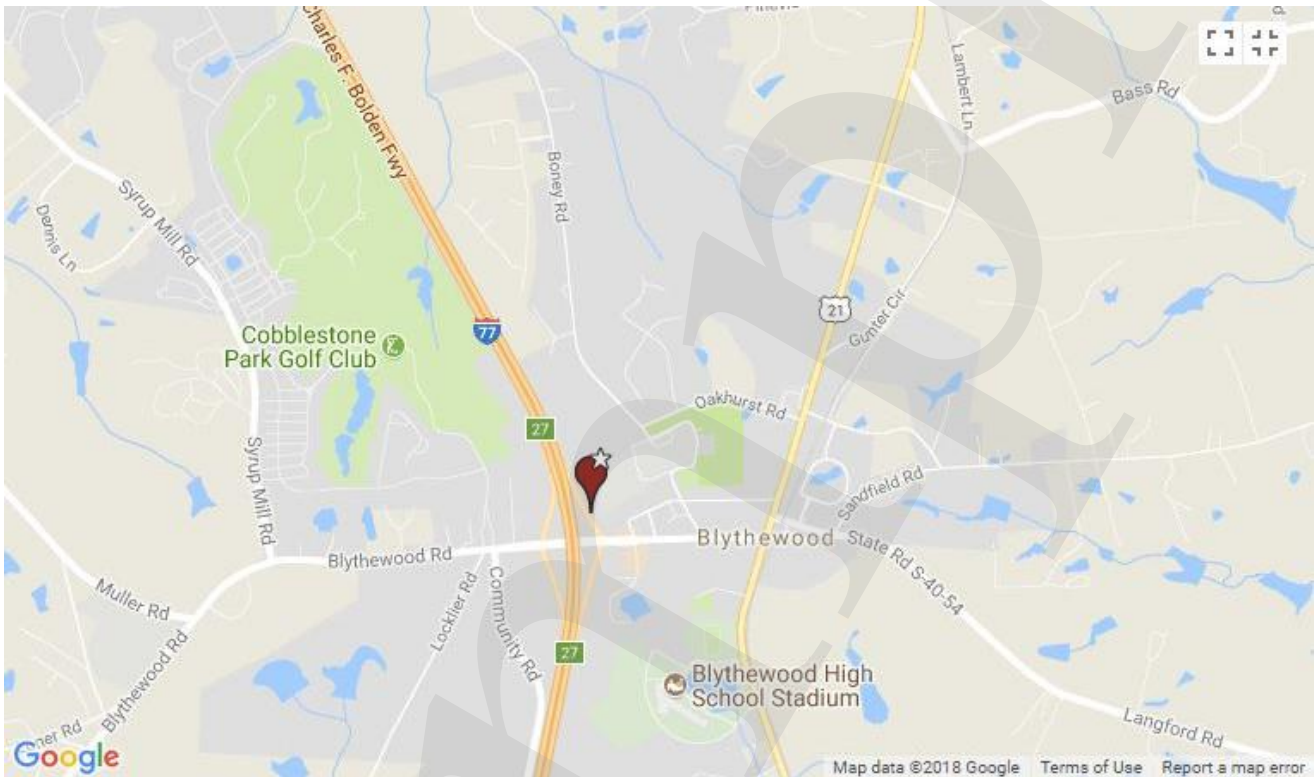 Charles F. Bolden Fwy
Lambert Ln
Bass Rd
Boney Rd
Syrup Mill Rd
Dennis Ln
77
21
Gunter Cir
Cobblestone
Park Golf Club
Oakhurst Rd
27
Syrup Mill Rd
Sandfield Rd
Blythewood Rd
Blythewood
State Rd S-40-54
Muller Rd
Locklier Rd
Community Rd
27
Blythewood Rd
Blythewood High
School Stadium
Langford Rd
Google
Map data ©2018 Google Terms of Use Report a map error